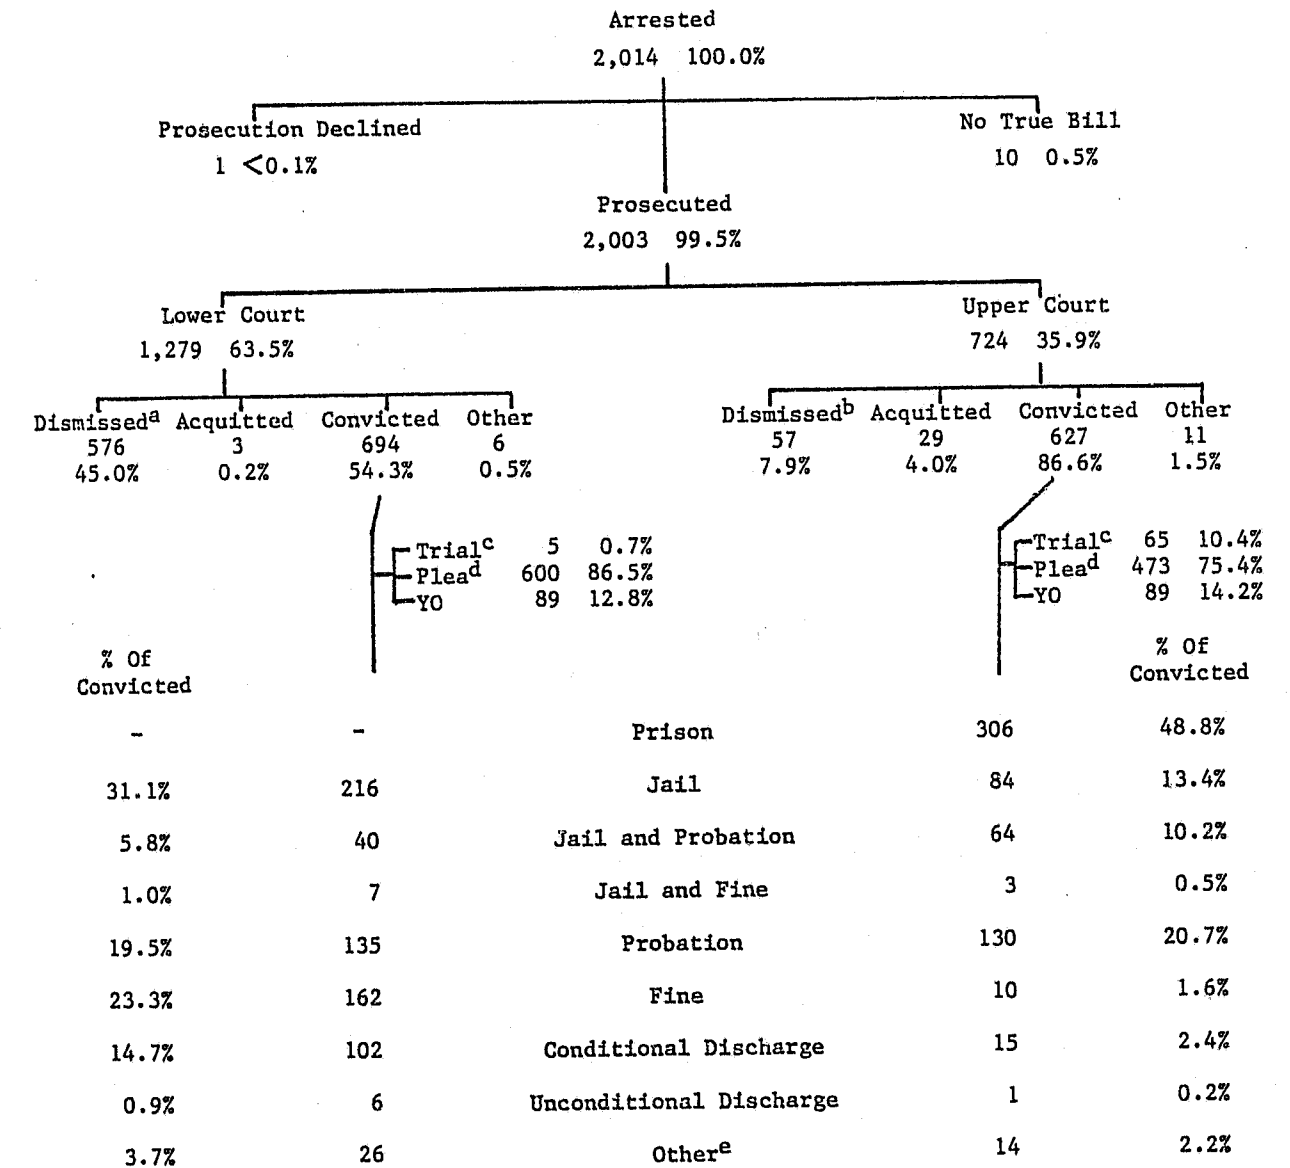 Arrested
2,014 100.0%
Prosecution Declined
1 <0.1%
No True Bill
10 0.5%
Prosecuted
2,003 99.5%
Lower Court
1,279 63.5%
Upper Court
724 35.9%
Dismissedᵃ Acquitted Convicted Other
576 3 694 6
45.0% 0.2% 54.3% 0.5%
Dismissedᵇ Acquitted Convicted Other
57 29 627 11
7.9% 4.0% 86.6% 1.5%
Trialᶜ 5 0.7%
Pleaᵈ 600 86.5%
YO 89 12.8%
Trialᶜ 65 10.4%
Pleaᵈ 473 75.4%
YO 89 14.2%
% Of
Convicted
% Of
Convicted
- - Prison 306 48.8%
31.1% 216 Jail 84 13.4%
5.8% 40 Jail and Probation 64 10.2%
1.0% 7 Jail and Fine 3 0.5%
19.5% 135 Probation 130 20.7%
23.3% 162 Fine 10 1.6%
14.7% 102 Conditional Discharge 15 2.4%
0.9% 6 Unconditional Discharge 1 0.2%
3.7% 26 Otherᵉ 14 2.2%